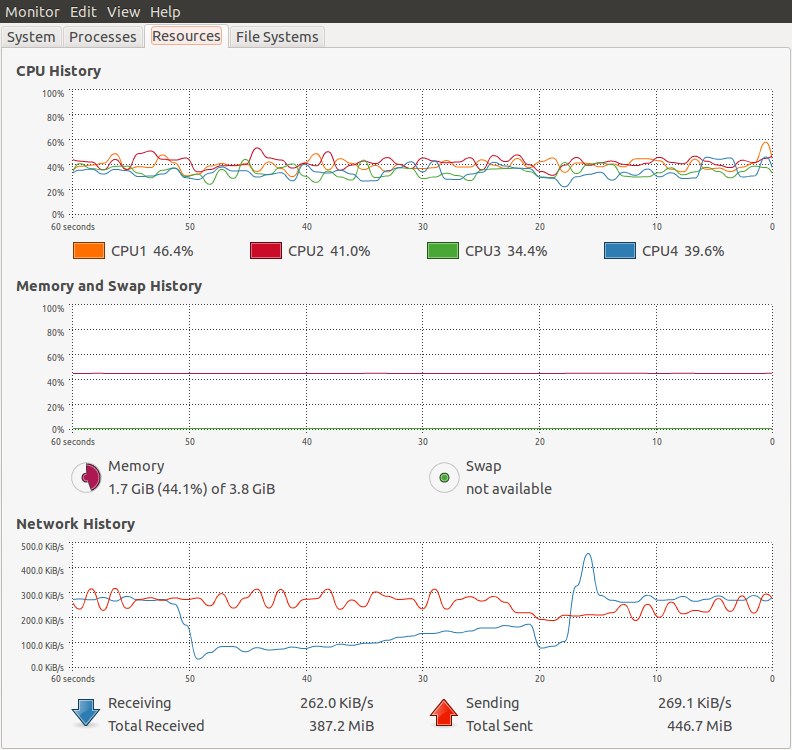 Monitor Edit View Help
System Processes Resources File Systems
CPU History
100%
80%
60%
40%
20%
0%
60 seconds 50 40 30 20 10 0
CPU1 46.4% CPU2 41.0% CPU3 34.4% CPU4 39.6%
Memory and Swap History
100%
80%
60%
40%
20%
0%
60 seconds 50 40 30 20 10 0
Memory Swap
1.7 GiB (44.1%) of 3.8 GiB not available
Network History
500.0 KiB/s
400.0 KiB/s
300.0 KiB/s
200.0 KiB/s
100.0 KiB/s
0.0 KiB/s
60 seconds 50 40 30 20 10 0
Receiving 262.0 KiB/s Sending 269.1 KiB/s
Total Received 387.2 MiB Total Sent 446.7 MiB